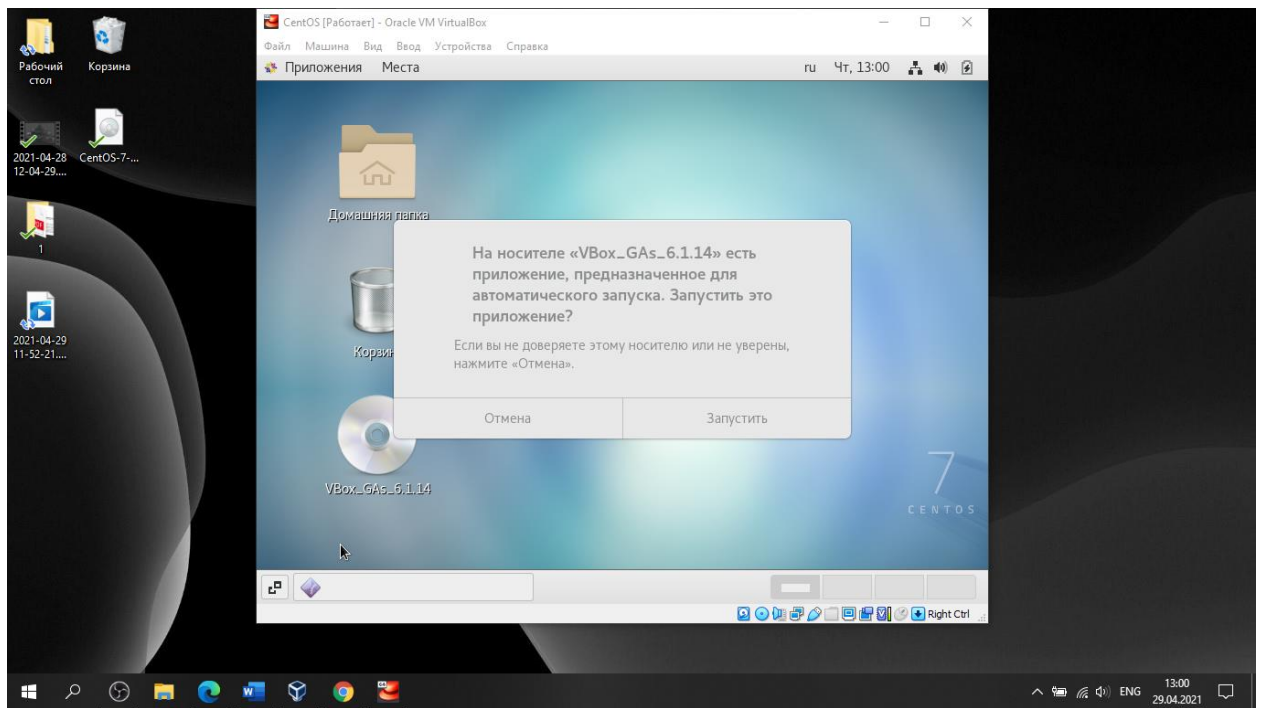 CentOS [Работает] - Oracle VM VirtualBox
Файл Машина Вид Ввод Устройства Справка
Приложения Места ru Чт, 13:00
Рабочий стол
Корзина
2021-04-28 12-04-29....
CentOS-7-...
1
2021-04-29 11-52-21....
Домашняя папка
На носителе «VBox_GAs_6.1.14» есть
приложение, предназначенное для
автоматического запуска. Запустить это
приложение?
Если вы не доверяете этому носителю или не уверены,
нажмите «Отмена».
Отмена Запустить
Корзин
VBox_GAs_6.1.14
7
CENTOS
Right Ctrl
ENG
13:00
29.04.2021